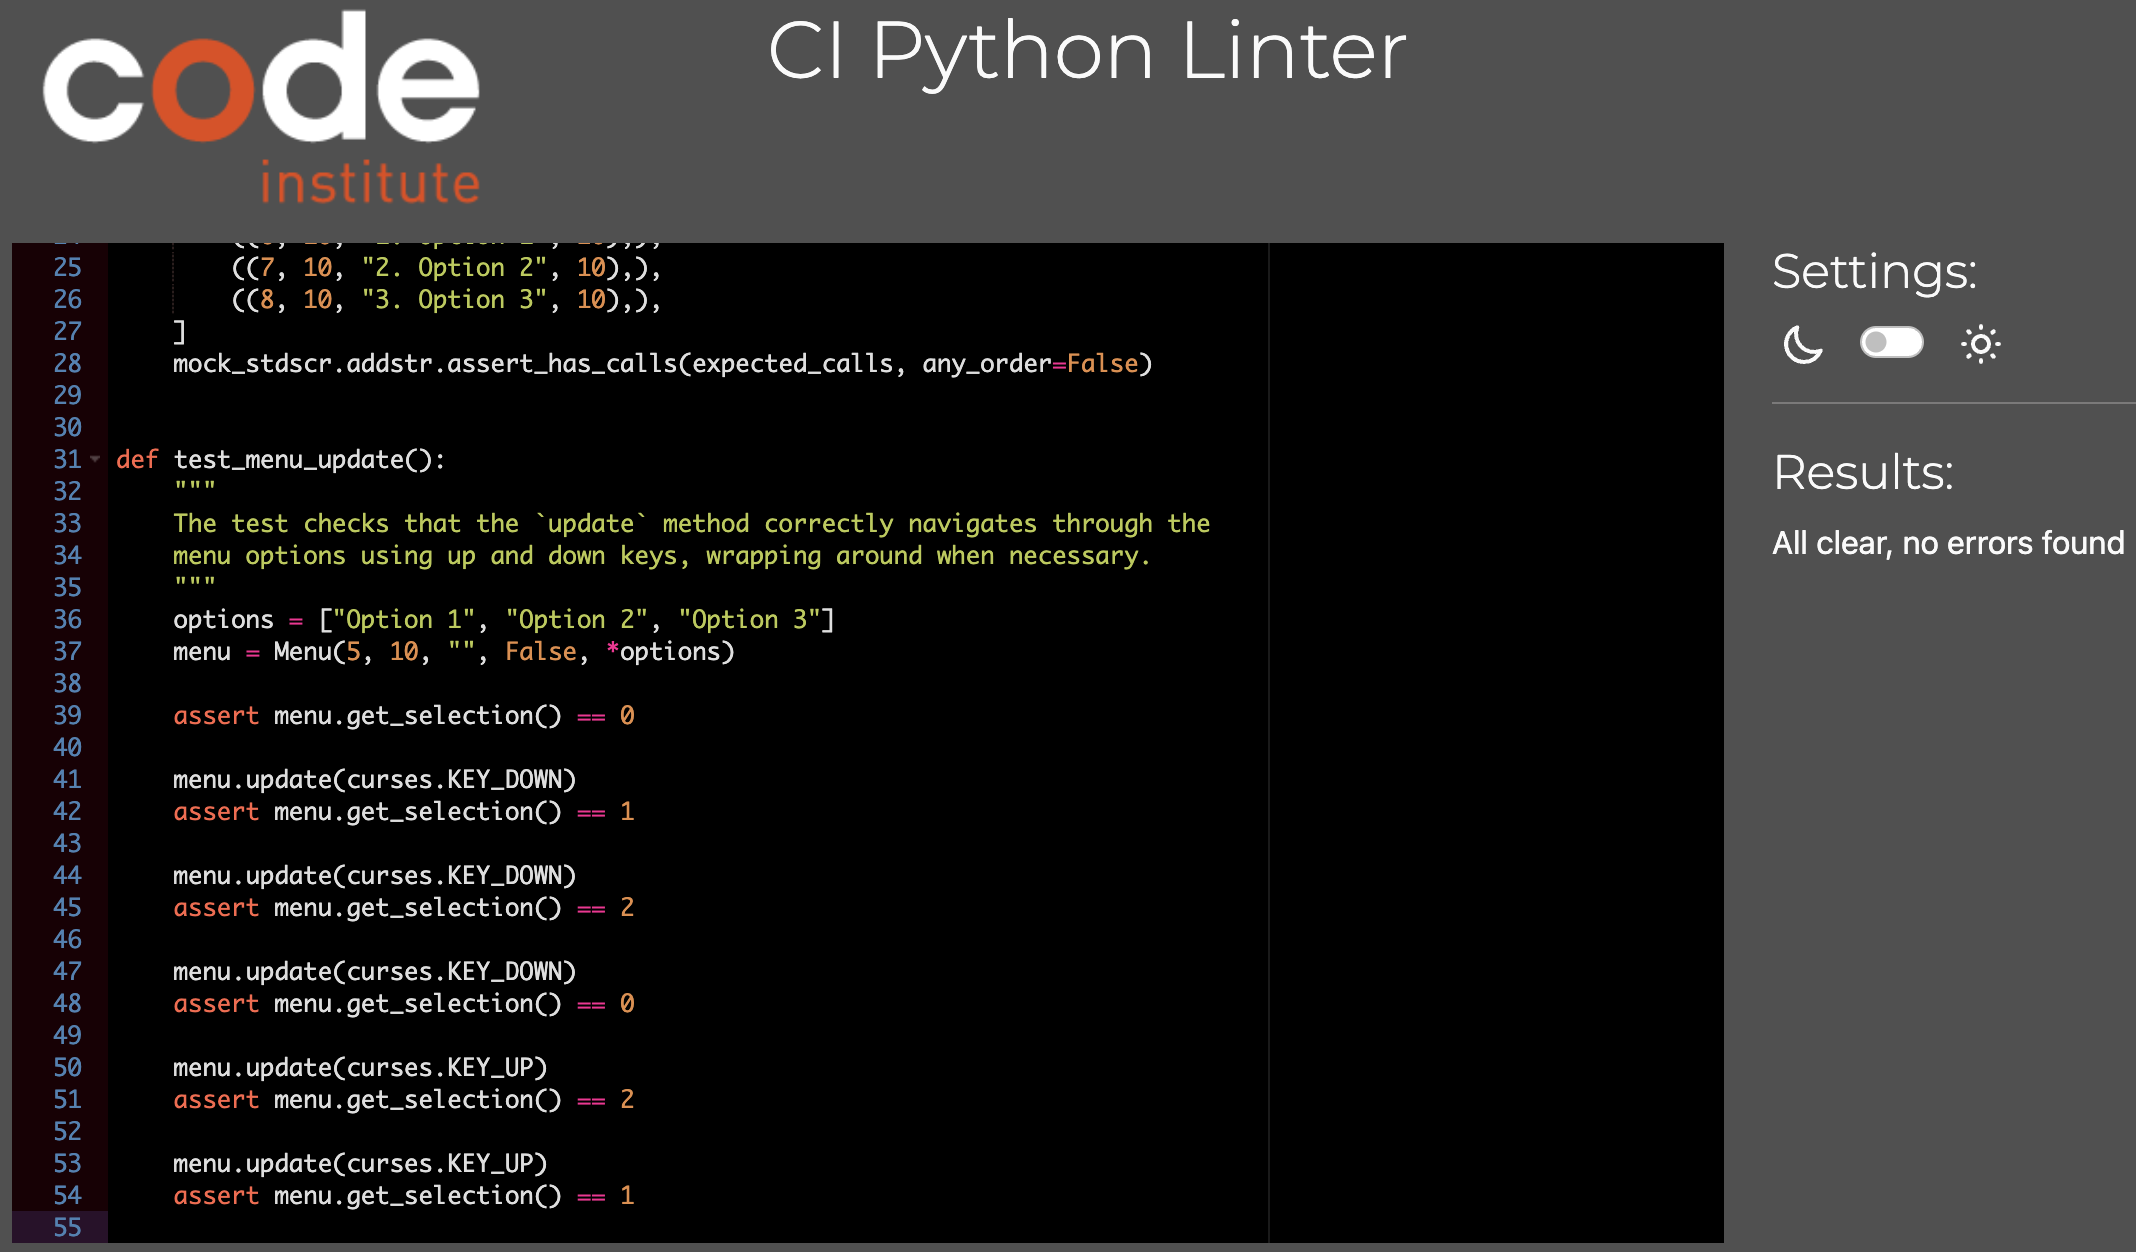 code
institute
CI Python Linter
25 ((7, 10, "2. Option 2", 10),),
26 ((8, 10, "3. Option 3", 10),),
27 ]
28 mock_stdscr.addstr.assert_has_calls(expected_calls, any_order=False)
29
30
31 def test_menu_update():
32 """
33 The test checks that the `update` method correctly navigates through the
34 menu options using up and down keys, wrapping around when necessary.
35 """
36 options = ["Option 1", "Option 2", "Option 3"]
37 menu = Menu(5, 10, "", False, *options)
38
39 assert menu.get_selection() == 0
40
41 menu.update(curses.KEY_DOWN)
42 assert menu.get_selection() == 1
43
44 menu.update(curses.KEY_DOWN)
45 assert menu.get_selection() == 2
46
47 menu.update(curses.KEY_DOWN)
48 assert menu.get_selection() == 0
49
50 menu.update(curses.KEY_UP)
51 assert menu.get_selection() == 2
52
53 menu.update(curses.KEY_UP)
54 assert menu.get_selection() == 1
55
Settings:
Results:
All clear, no errors found